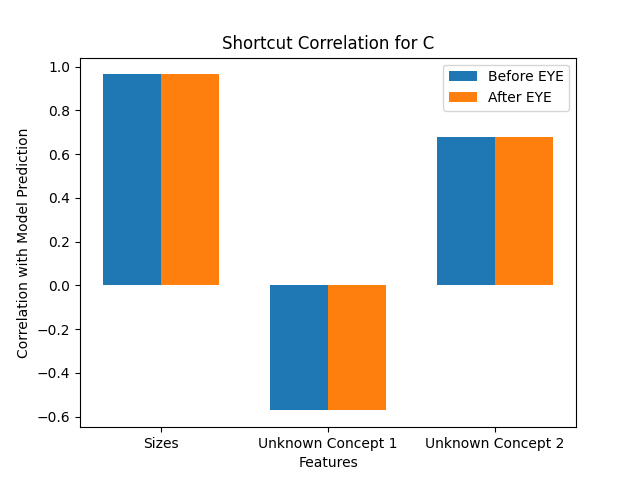 Shortcut Correlation for C
Before EYE
After EYE
Correlation with Model Prediction
1.0
0.8
0.6
0.4
0.2
0.0
−0.2
−0.4
−0.6
Sizes
Unknown Concept 1
Unknown Concept 2
Features